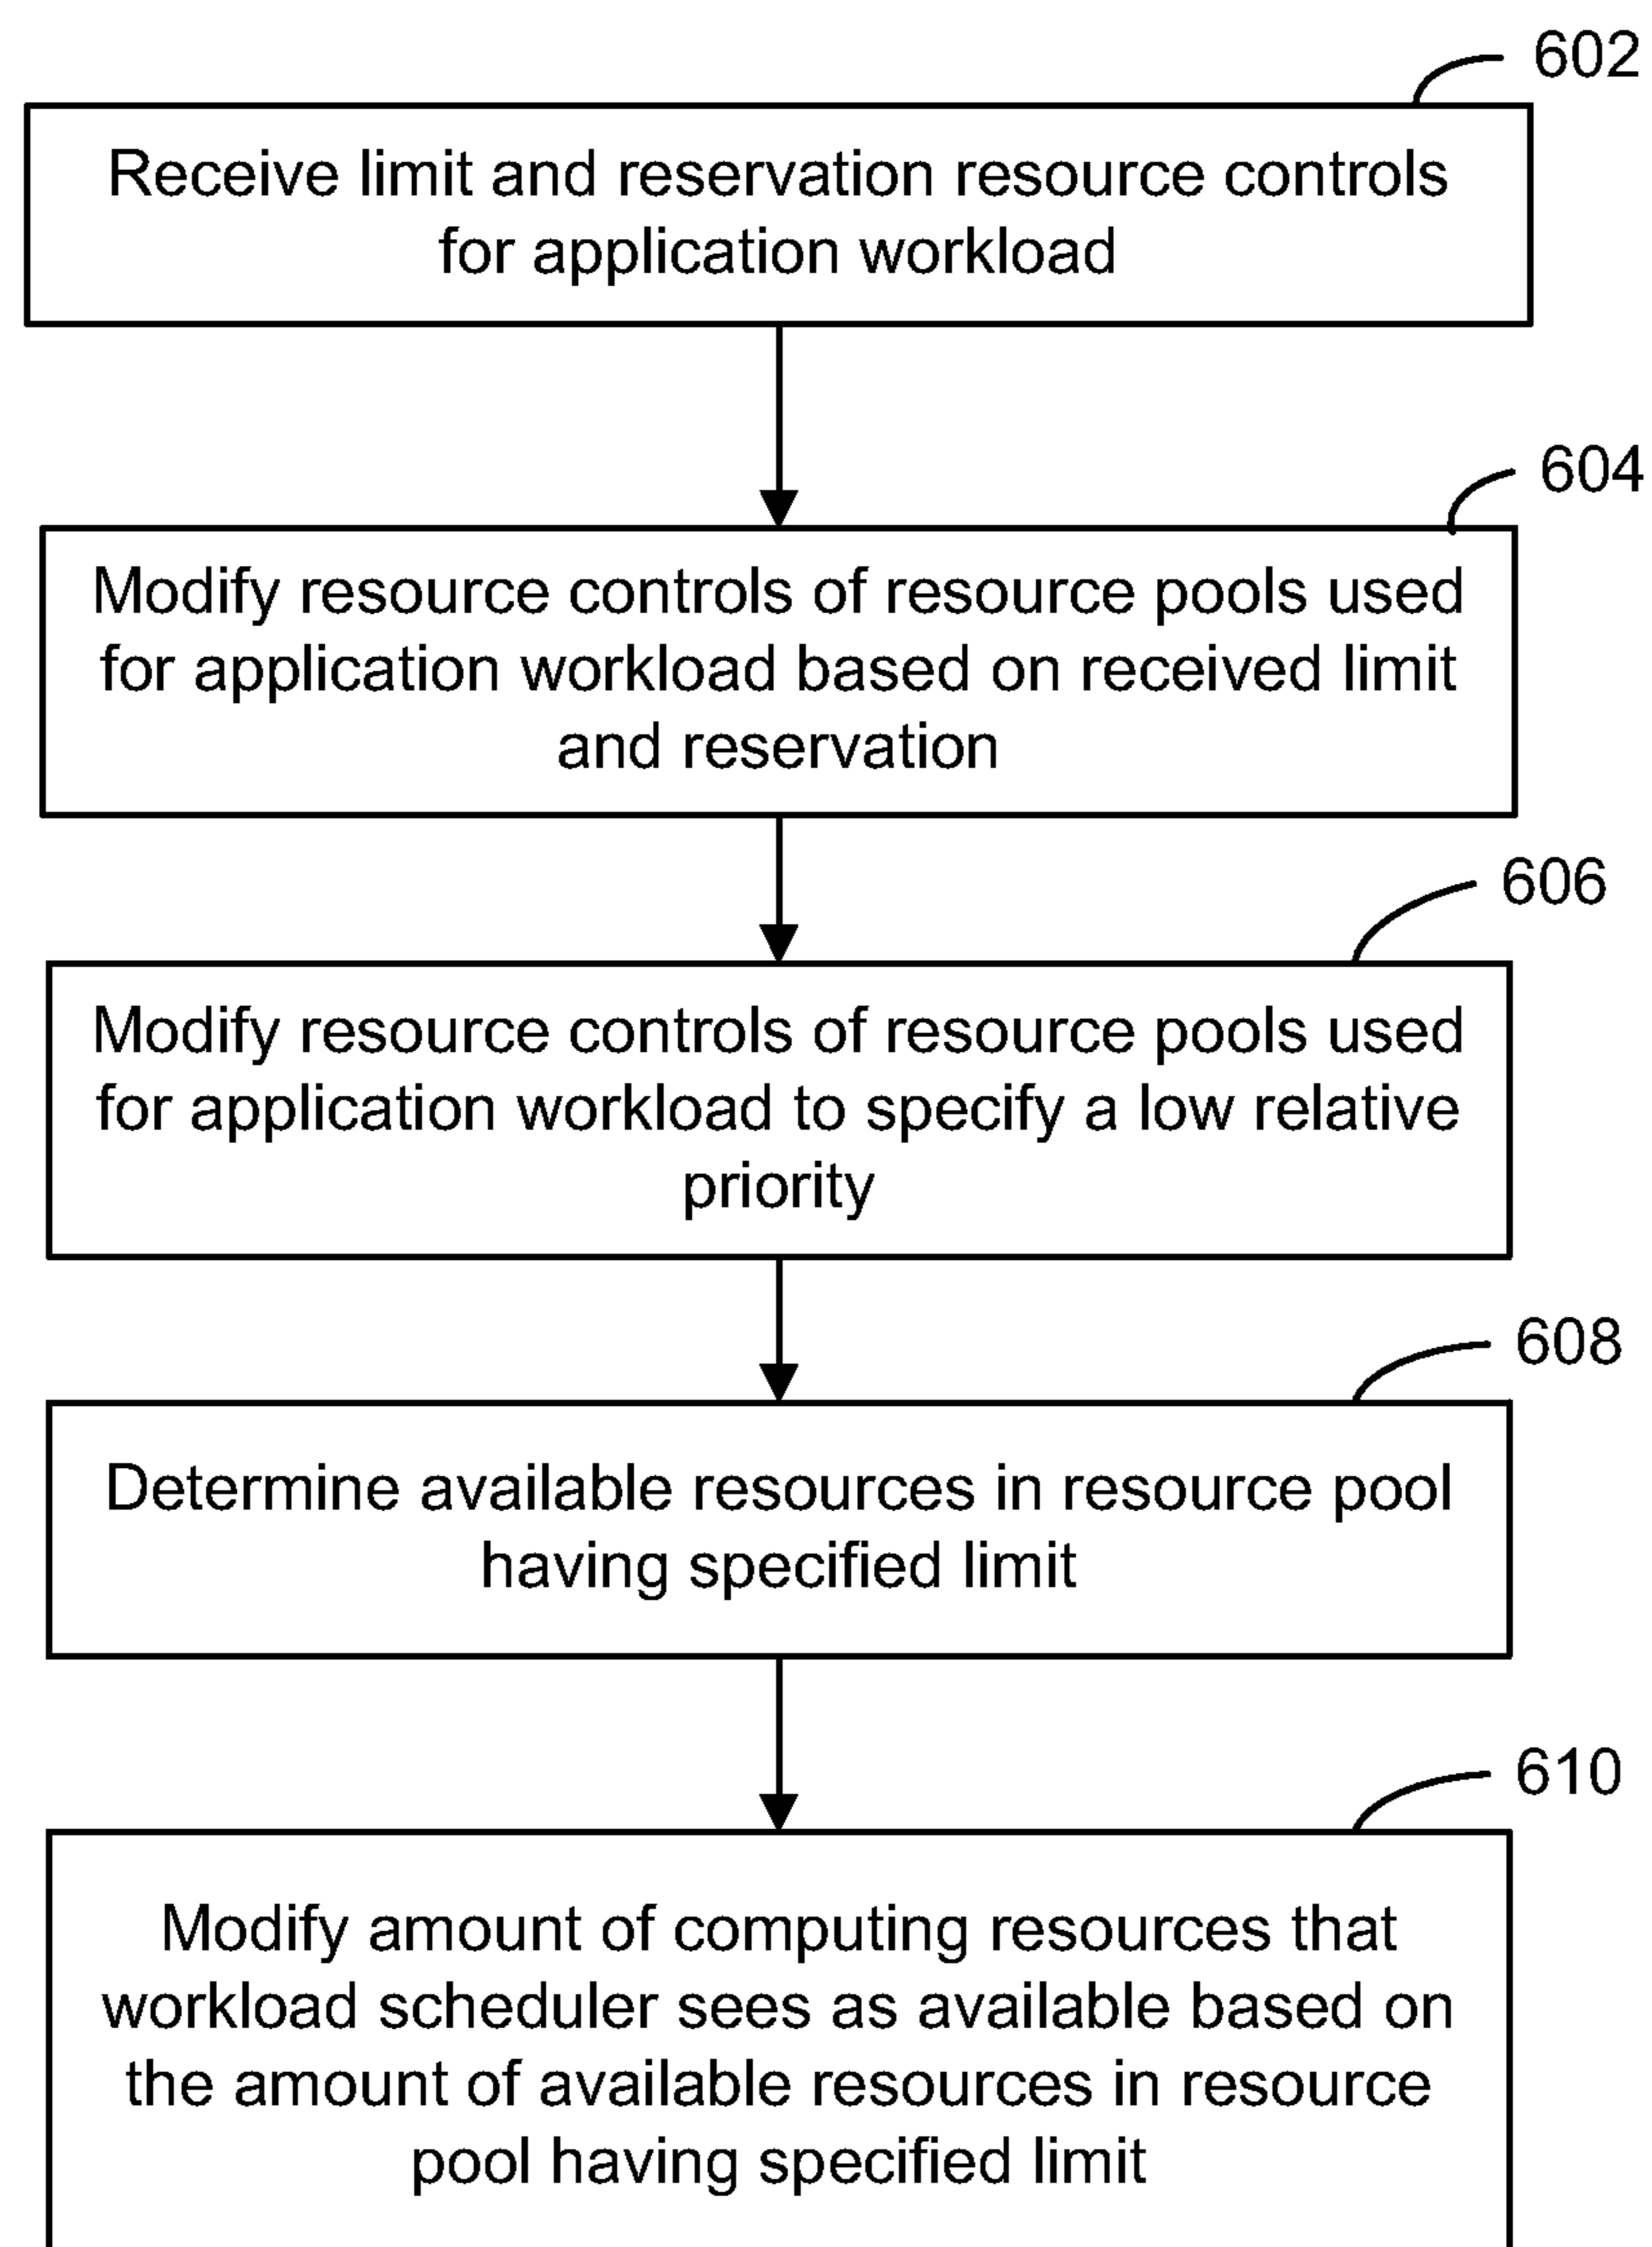 602
Receive limit and reservation resource controls
for application workload
604
Modify resource controls of resource pools used
for application workload based on received limit
and reservation
606
Modify resource controls of resource pools used
for application workload to specify a low relative
priority
608
Determine available resources in resource pool
having specified limit
610
Modify amount of computing resources that
workload scheduler sees as available based on
the amount of available resources in resource
pool having specified limit